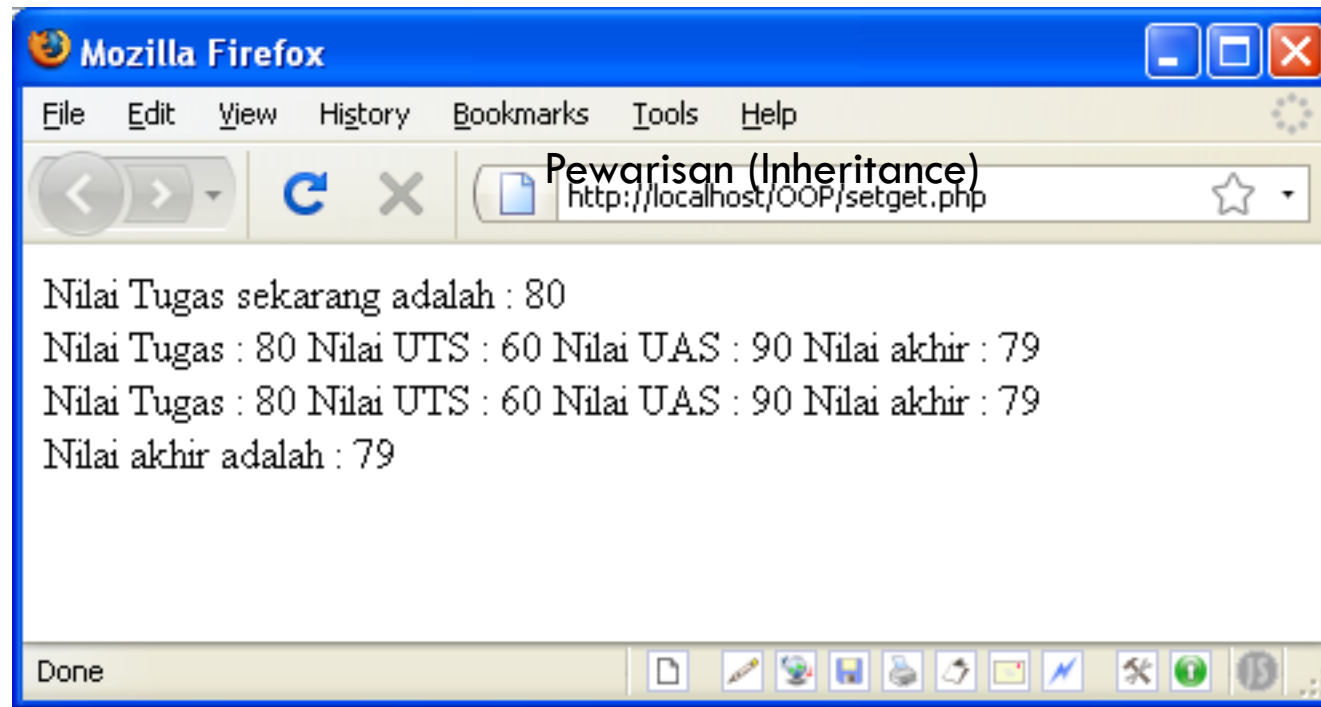 Mozilla Firefox
File Edit View History Bookmarks Tools Help
Pewarisan (Inheritance)
http://localhost/OOP/setget.php
Nilai Tugas sekarang adalah : 80
Nilai Tugas : 80 Nilai UTS : 60 Nilai UAS : 90 Nilai akhir : 79
Nilai Tugas : 80 Nilai UTS : 60 Nilai UAS : 90 Nilai akhir : 79
Nilai akhir adalah : 79
Done